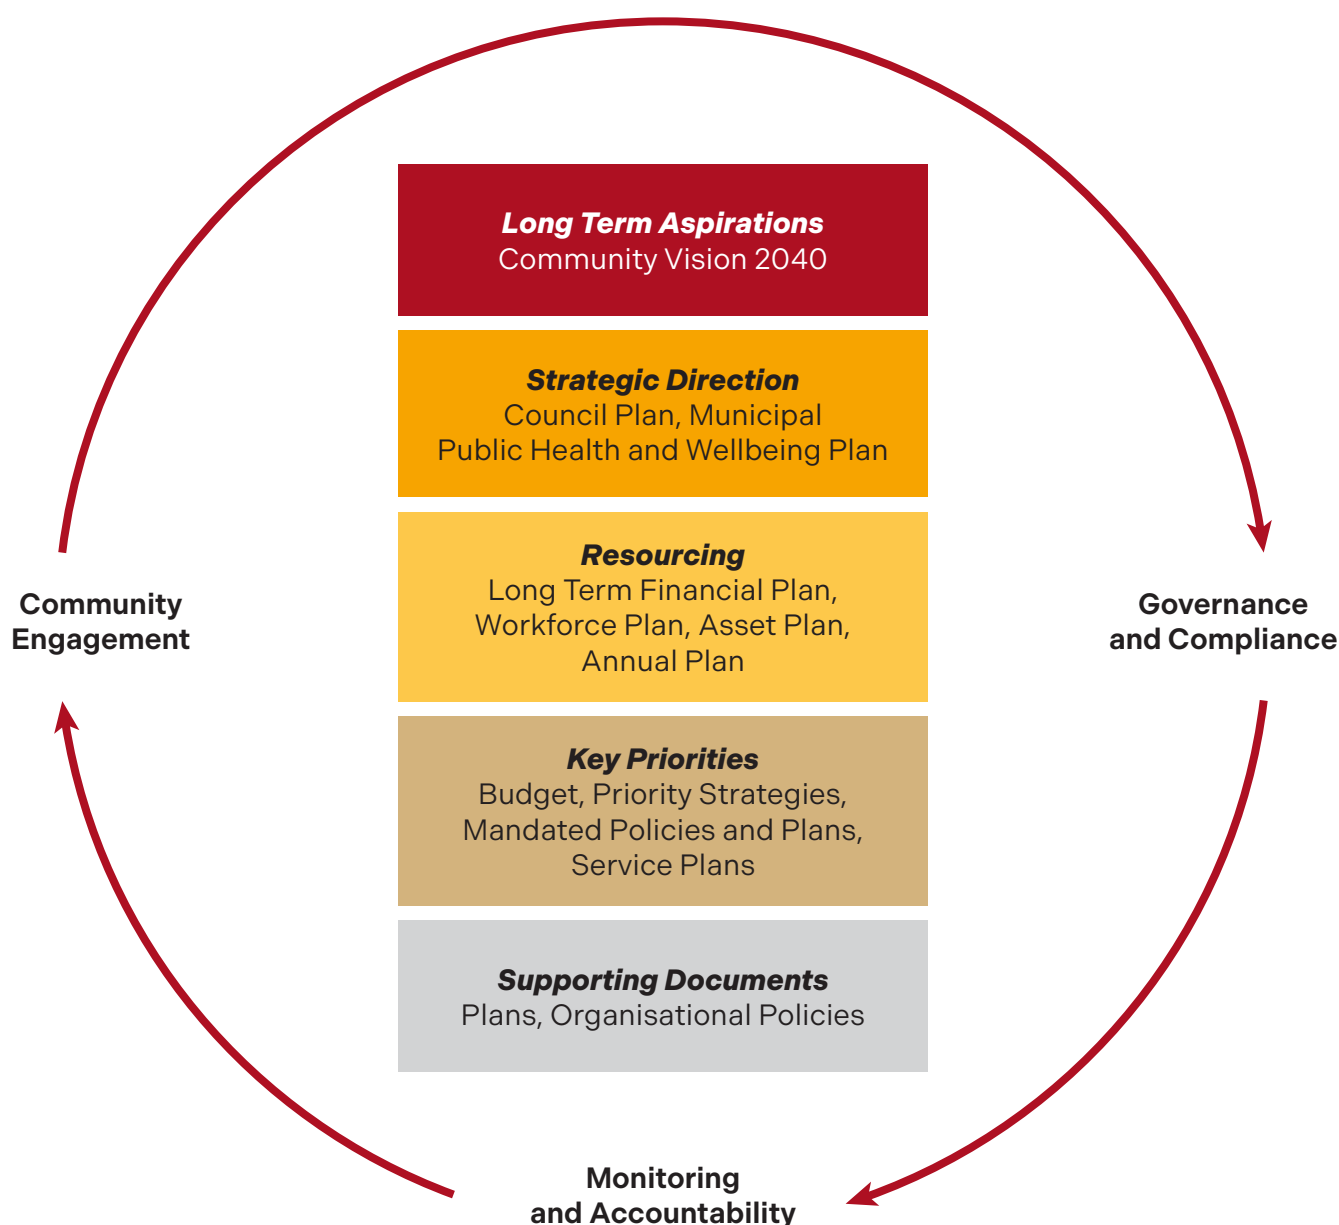 Long Term Aspirations
Community Vision 2040
Strategic Direction
Council Plan, Municipal
Public Health and Wellbeing Plan
Resourcing
Long Term Financial Plan,
Workforce Plan, Asset Plan,
Annual Plan
Community
Engagement
Governance
and Compliance
Key Priorities
Budget, Priority Strategies,
Mandated Policies and Plans,
Service Plans
Supporting Documents
Plans, Organisational Policies
Monitoring
and Accountability